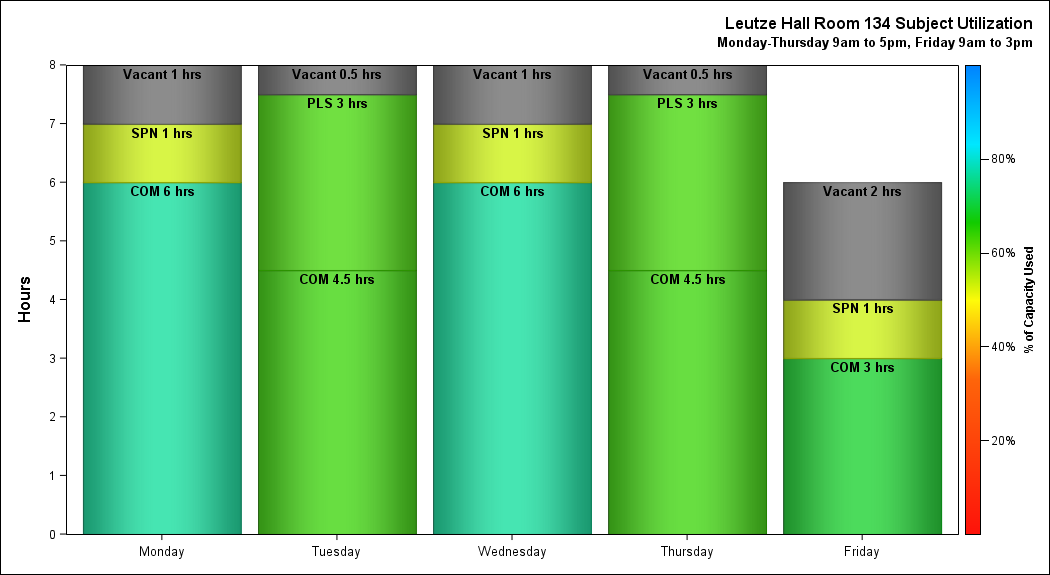 Leutze Hall Room 134 Subject Utilization
Monday-Thursday 9am to 5pm, Friday 9am to 3pm
Hours
8
7
6
5
4
3
2
1
0
Vacant 1 hrs
SPN 1 hrs
COM 6 hrs
Vacant 0.5 hrs
PLS 3 hrs
COM 4.5 hrs
Vacant 1 hrs
SPN 1 hrs
COM 6 hrs
Vacant 0.5 hrs
PLS 3 hrs
COM 4.5 hrs
Vacant 2 hrs
SPN 1 hrs
COM 3 hrs
Monday
Tuesday
Wednesday
Thursday
Friday
80%
60%
40%
20%
% of Capacity Used